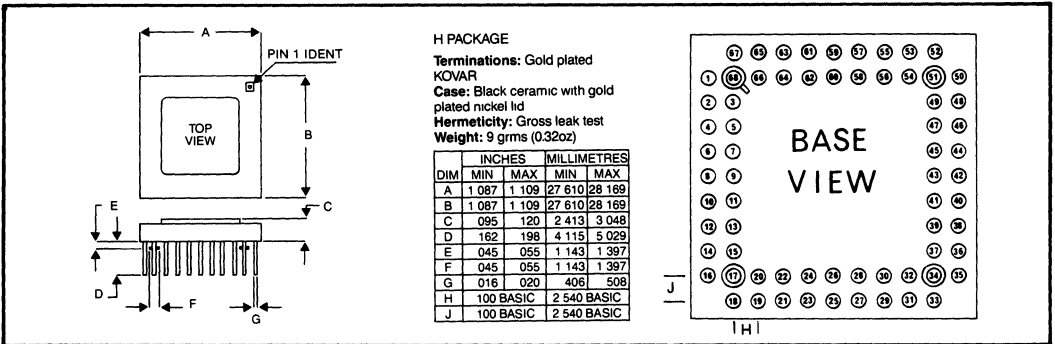 A
PIN 1 IDENT
TOP
VIEW
B
C
E
D
F
G
H PACKAGE
Terminations: Gold plated
KOVAR
Case: Black ceramic with gold
plated nickel lid
Hermeticity: Gross leak test
Weight: 9 grms (0.32oz)
INCHES MILLIMETRES
DIM MIN MAX MIN MAX
A 1 087 1 109 27 610 28 169
B 1 087 1 109 27 610 28 169
C 095 120 2 413 3 048
D 162 198 4 115 5 029
E 045 055 1 143 1 397
F 045 055 1 143 1 397
G 016 020 406 508
H 100 BASIC 2 540 BASIC
J 100 BASIC 2 540 BASIC
67 65 63 61 59 57 55 53 52
1 68 66 64 62 60 58 56 54 51 50
2 3 49 48
4 5 47 46
6 7 45 44
8 9 43 42
10 11 41 40
12 13 39 38
14 15 37 36
16 17 20 22 24 26 28 30 32 34 35
18 19 21 23 25 27 29 31 33
BASE
VIEW
J
H